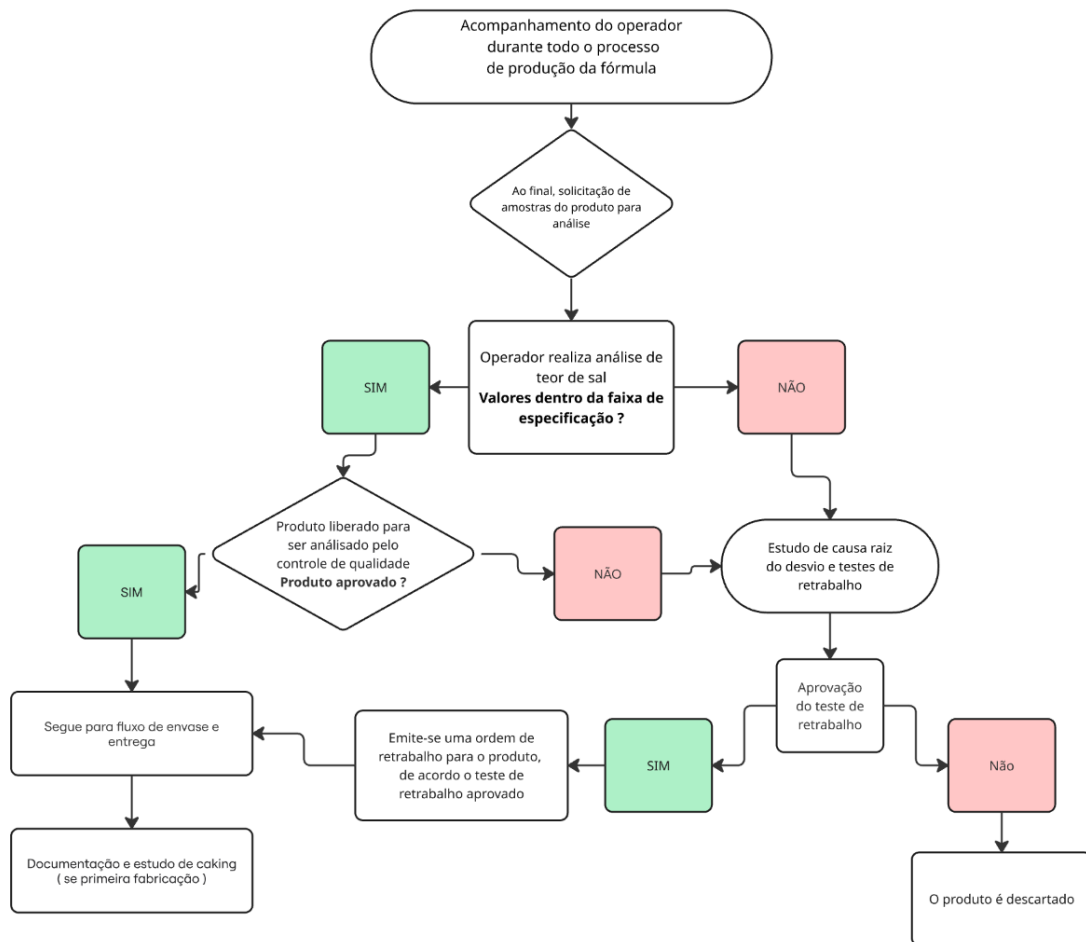 Acompanhamento do operador
durante todo o processo
de produção da fórmula
Ao final, solicitação de
amostras do produto para
análise
Operador realiza análise de
teor de sal
Valores dentro da faixa de
especificação ?
SIM
NÃO
Produto liberado para
ser análisado pelo
controle de qualidade
Produto aprovado ?
SIM
NÃO
Estudo de causa raiz
do desvio e testes de
retrabalho
Aprovação
do teste de
retrabalho
Segue para fluxo de envase e
entrega
Emite-se uma ordem de
retrabalho para o produto,
de acordo o teste de
retrabalho aprovado
SIM
Não
Documentação e estudo de caking
( se primeira fabricação )
O produto é descartado